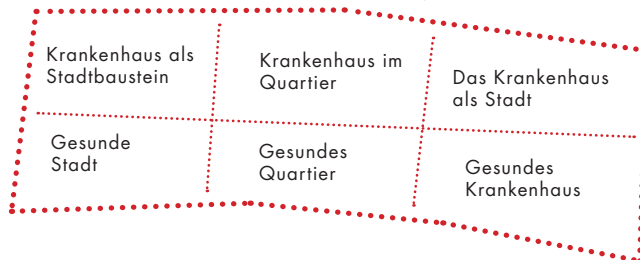 Krankenhaus als
Stadtbaustein
Krankenhaus im
Quartier
Das Krankenhaus
als Stadt
Gesunde
Stadt
Gesundes
Quartier
Gesundes
Krankenhaus